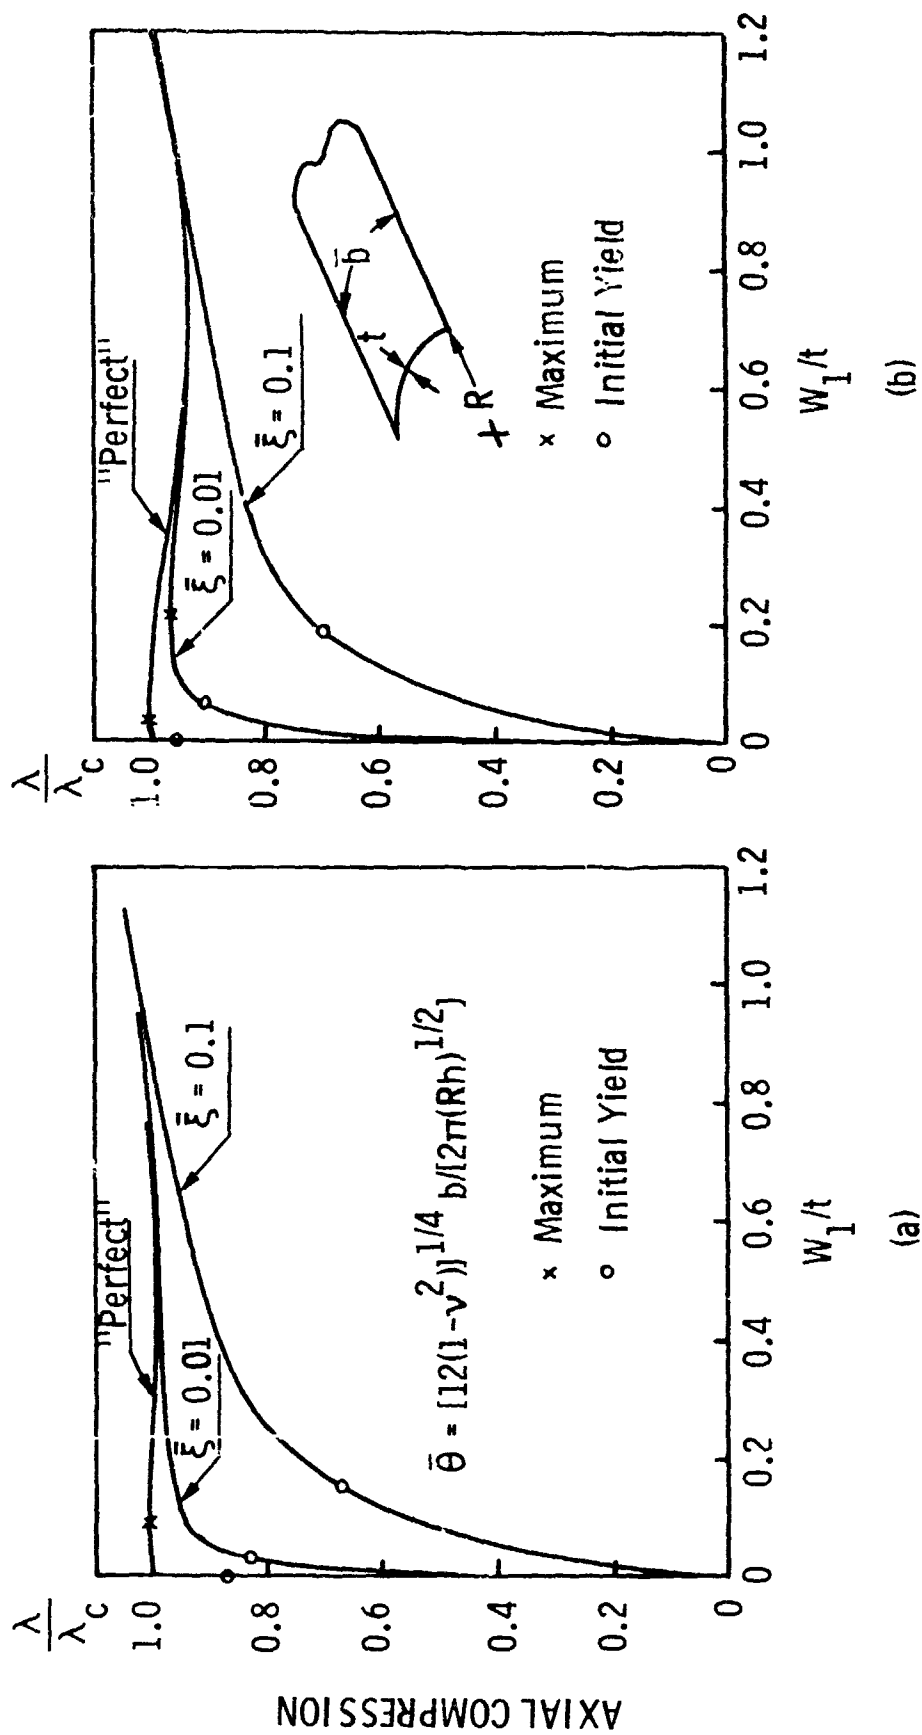 AXIAL COMPRESSION
λ/λc
1.0
0.8
0.6
0.4
0.2
0
"Perfect"
ξ̄ = 0.01
ξ̄ = 0.1
θ̄ = [12(1-ν²)]^1/4 b/[2π(Rh)^1/2]
× Maximum
o Initial Yield
0 0.2 0.4 0.6 0.8 1.0 1.2
W₁/t
(a)
λ/λc
1.0
0.8
0.6
0.4
0.2
0
"Perfect"
ξ̄ = 0.01
ξ̄ = 0.1
b̄
t
R
× Maximum
o Initial Yield
0 0.2 0.4 0.6 0.8 1.0 1.2
W₁/t
(b)